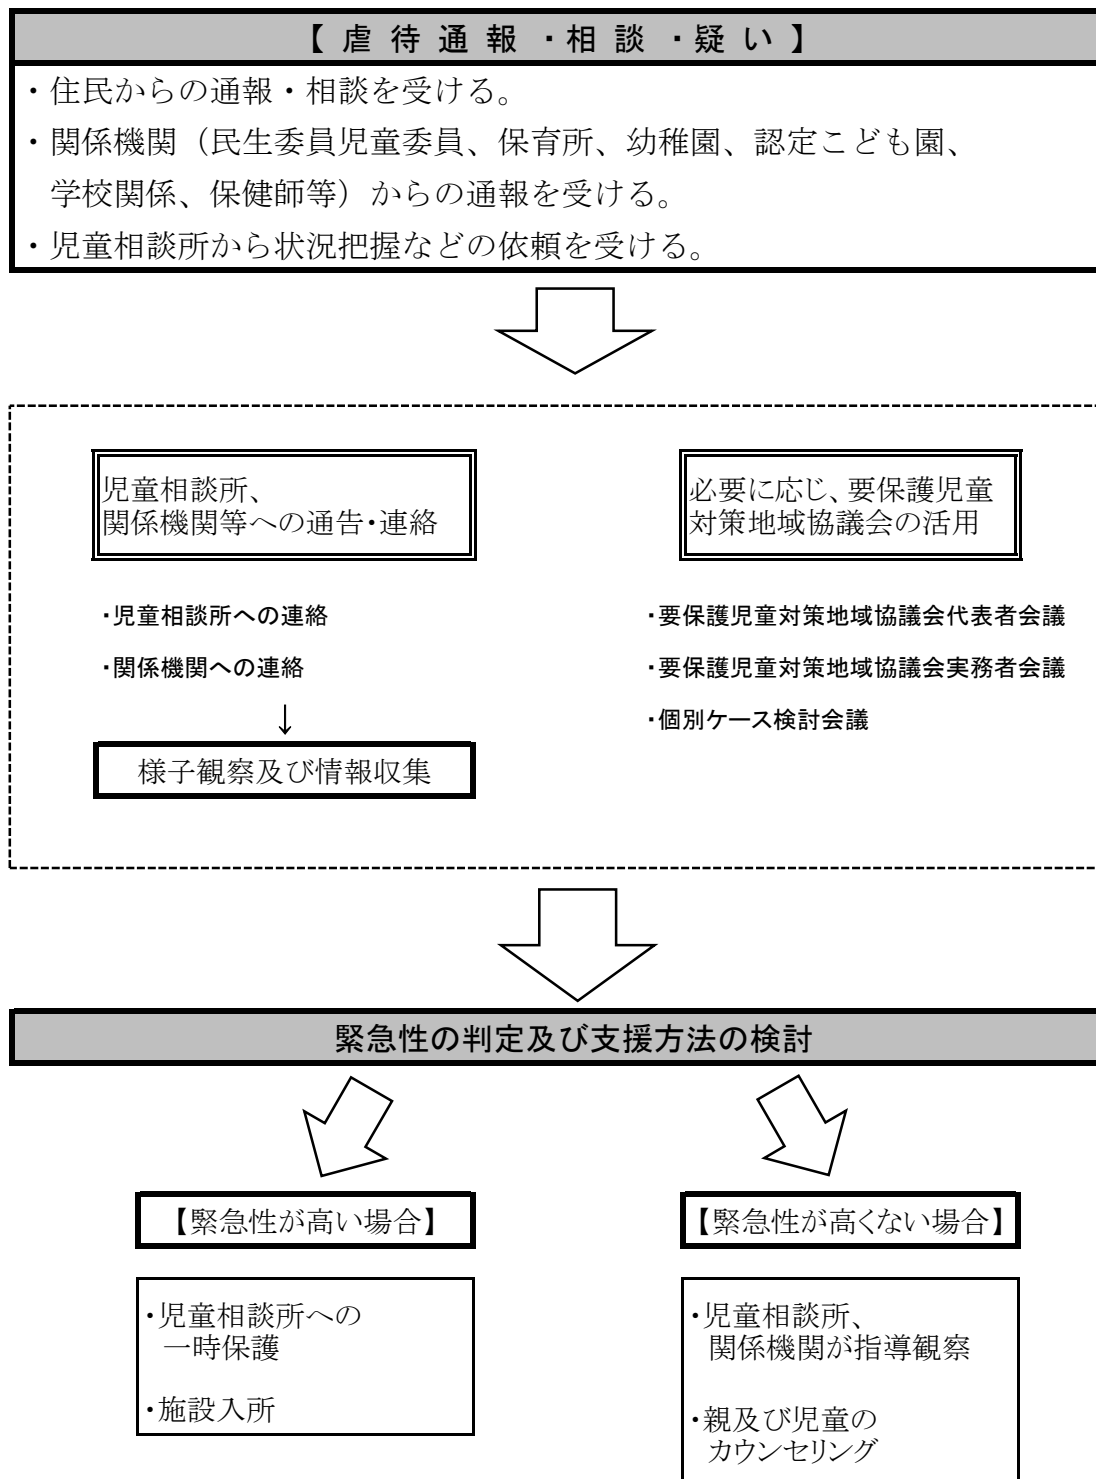 【 虐 待 通 報 ・相 談 ・疑 い 】
・住民からの通報・相談を受ける。
・関係機関（民生委員児童委員、保育所、幼稚園、認定こども園、
学校関係、保健師等）からの通報を受ける。
・児童相談所から状況把握などの依頼を受ける。
児童相談所、
関係機関等への通告・連絡
・児童相談所への連絡
・関係機関への連絡
↓
様子観察及び情報収集
必要に応じ、要保護児童
対策地域協議会の活用
・要保護児童対策地域協議会代表者会議
・要保護児童対策地域協議会実務者会議
・個別ケース検討会議
緊急性の判定及び支援方法の検討
【緊急性が高い場合】
・児童相談所への
一時保護
・施設入所
【緊急性が高くない場合】
・児童相談所、
関係機関が指導観察
・親及び児童の
カウンセリング